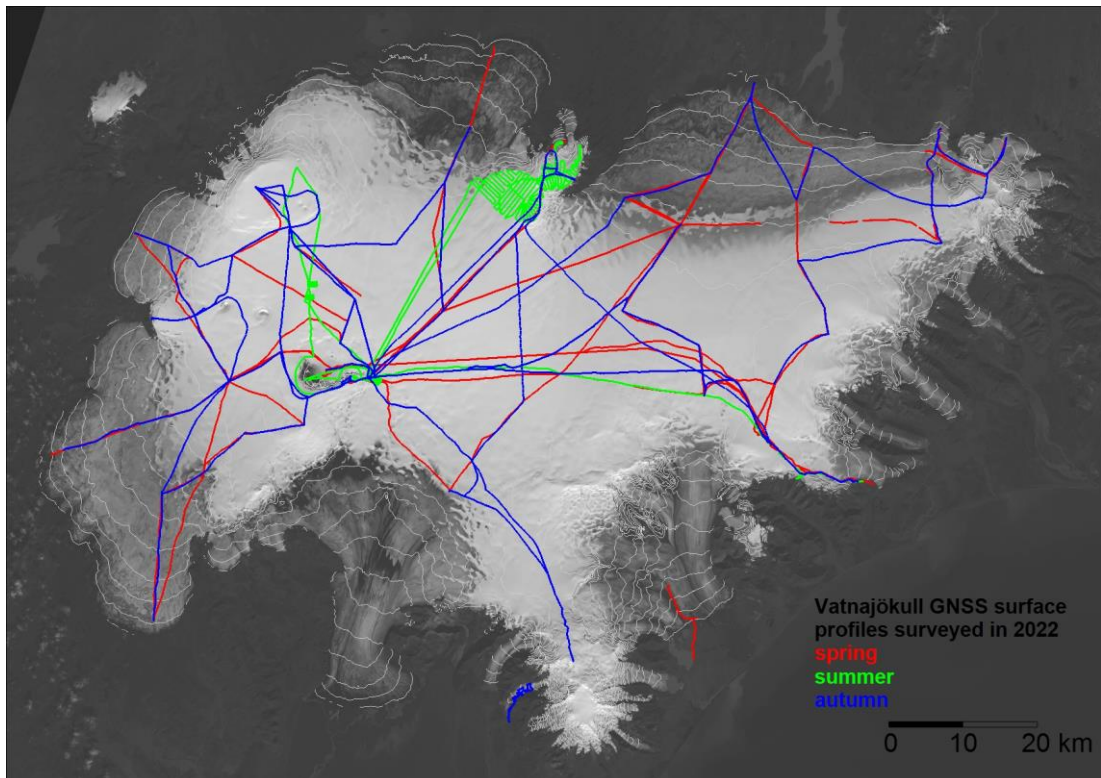 Vatnajökull GNSS surface
profiles surveyed in 2022
spring
summer
autumn
0 10 20 km